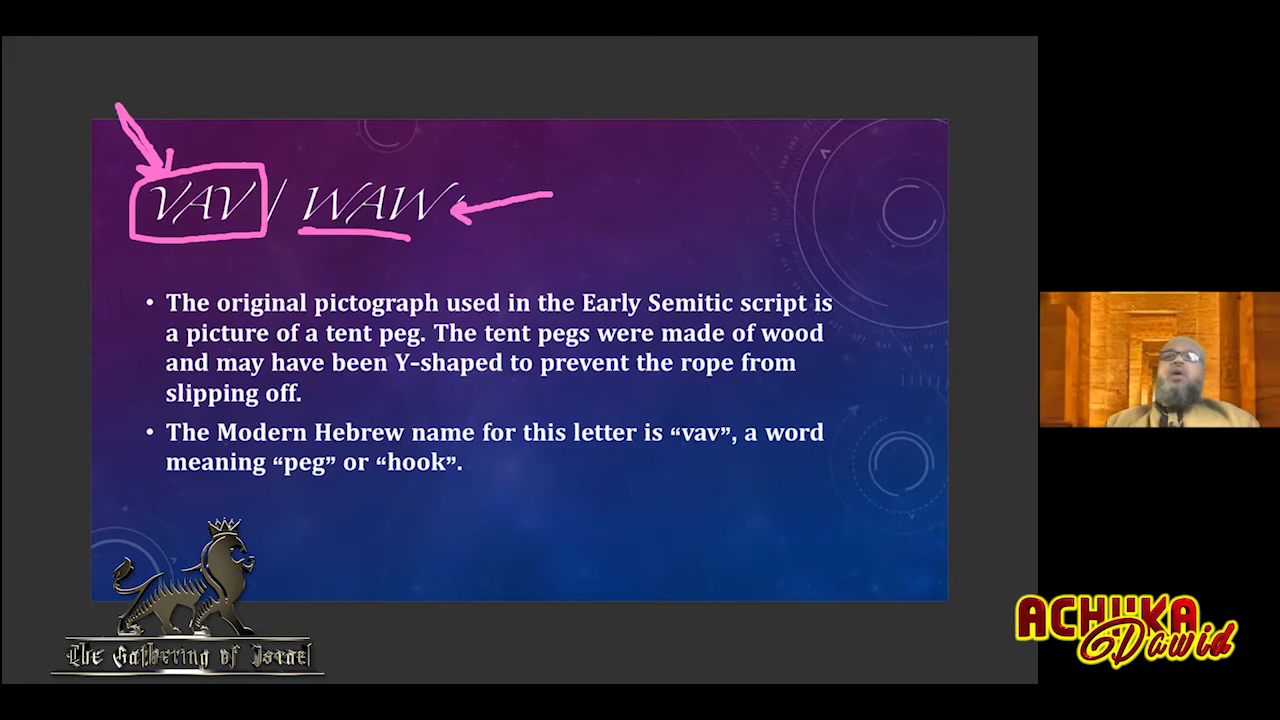 VAV / WAW
• The original pictograph used in the Early Semitic script is
a picture of a tent peg. The tent pegs were made of wood
and may have been Y-shaped to prevent the rope from
slipping off.
• The Modern Hebrew name for this letter is “vav”, a word
meaning “peg” or “hook”.
The Gathering of Israel
ACHUKA
Dawid